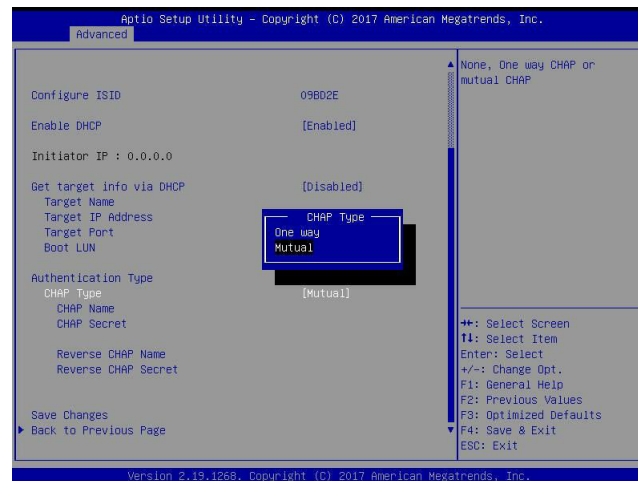 Aptio Setup Utility – Copyright (C) 2017 American Megatrends, Inc.
Advanced
Configure ISID 09BD2E
Enable DHCP [Enabled]
Initiator IP : 0.0.0.0
Get target info via DHCP [Disabled]
Target Name
Target IP Address
Target Port
Boot LUN
CHAP Type
One way
Mutual
Authentication Type
CHAP Type [Mutual]
CHAP Name
CHAP Secret
Reverse CHAP Name
Reverse CHAP Secret
Save Changes
Back to Previous Page
None, One way CHAP or
mutual CHAP
→←: Select Screen
↑↓: Select Item
Enter: Select
+/-: Change Opt.
F1: General Help
F2: Previous Values
F3: Optimized Defaults
F4: Save & Exit
ESC: Exit
Version 2.19.1268. Copyright (C) 2017 American Megatrends, Inc.